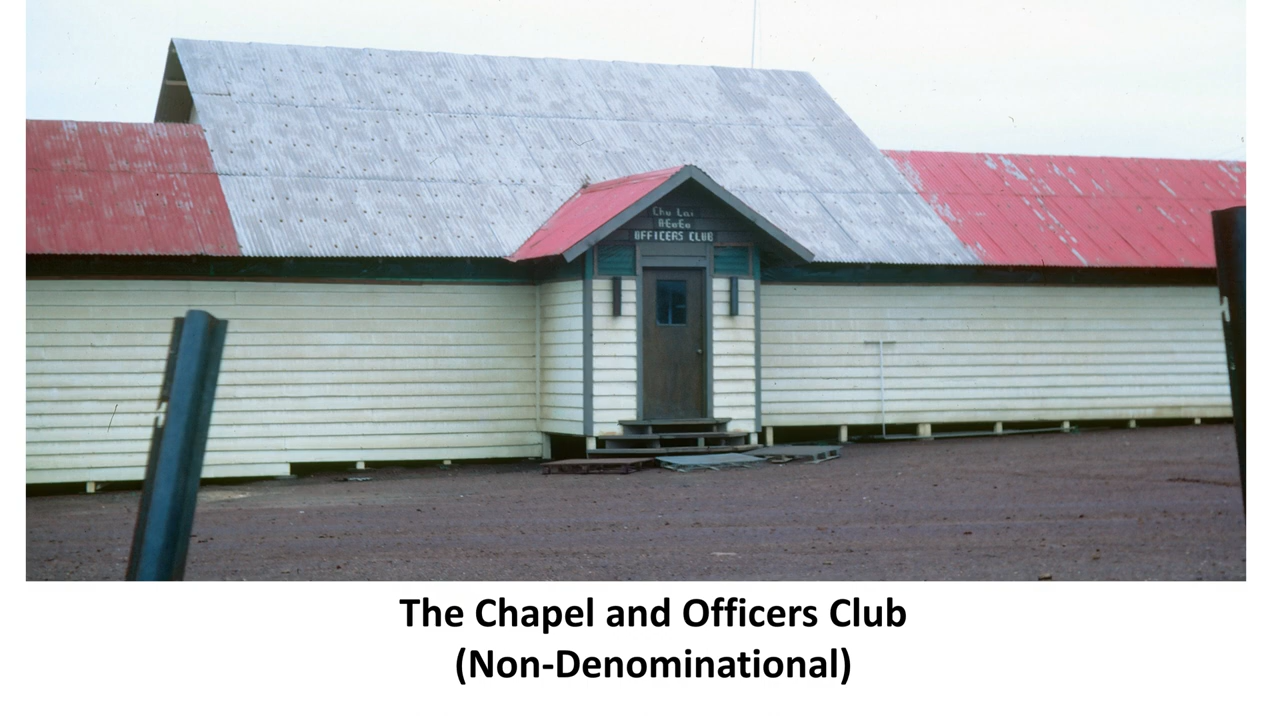 Chu Lai
OFFICERS CLUB
The Chapel and Officers Club
(Non-Denominational)